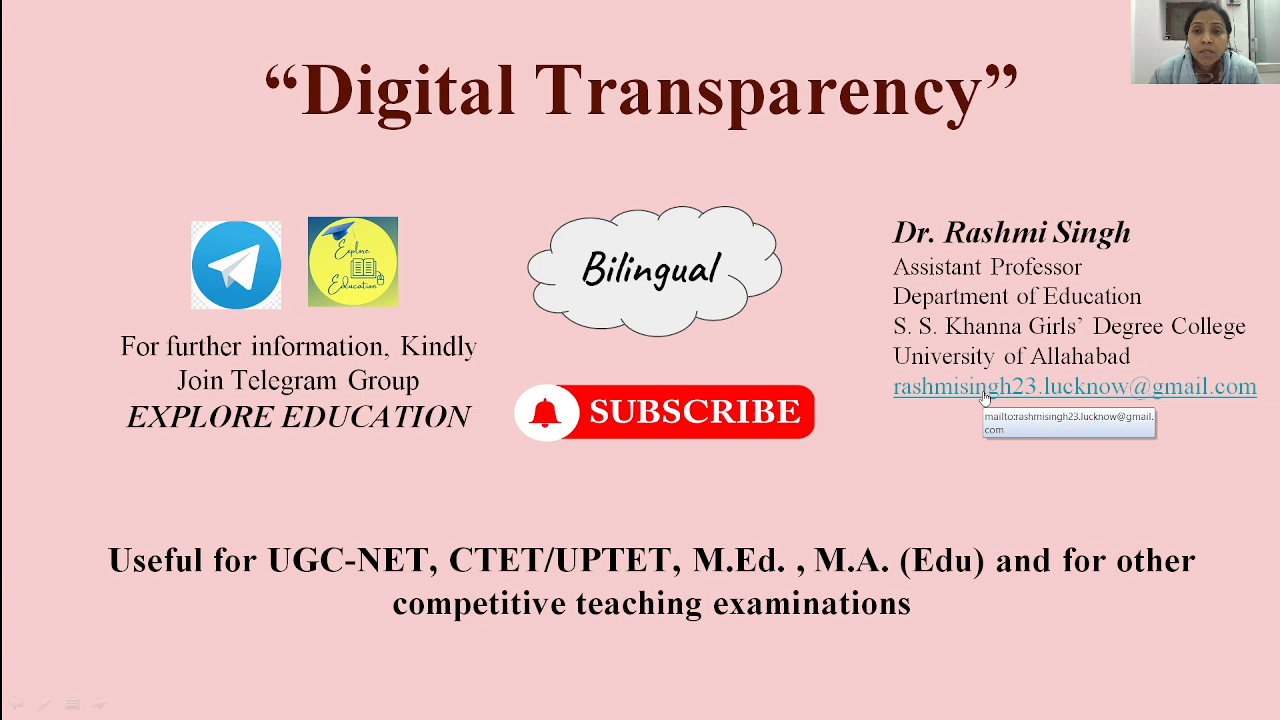 “Digital Transparency”
Explore
Education
For further information, Kindly
Join Telegram Group
EXPLORE EDUCATION
Bilingual
SUBSCRIBE
Dr. Rashmi Singh
Assistant Professor
Department of Education
S. S. Khanna Girls’ Degree College
University of Allahabad
rashmisingh23.lucknow@gmail.com
mailto:rashmisingh23.lucknow@gmail.
com
Useful for UGC-NET, CTET/UPTET, M.Ed. , M.A. (Edu) and for other
competitive teaching examinations